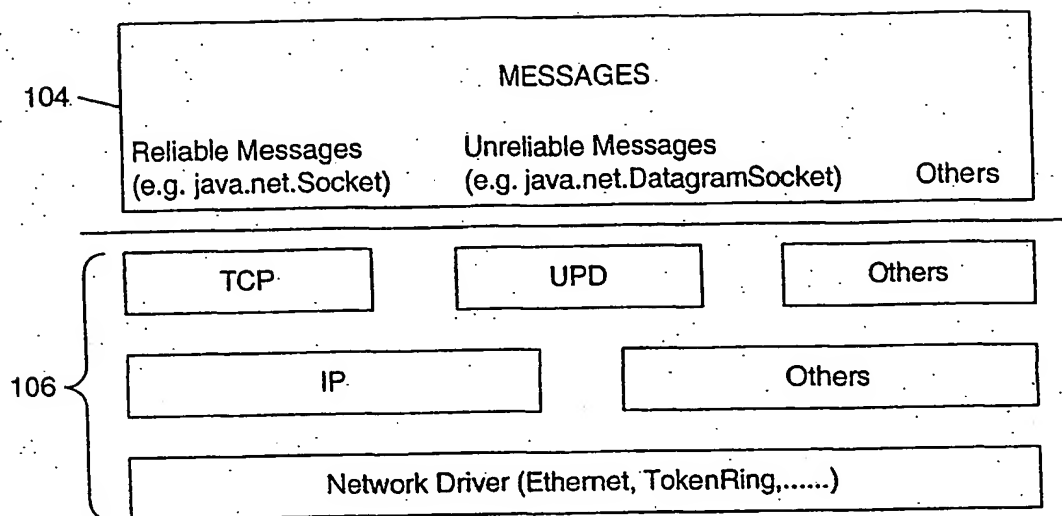 MESSAGES
104
Reliable Messages
(e.g. java.net.Socket)
Unreliable Messages
(e.g. java.net.DatagramSocket)
Others
TCP
UPD
Others
106
IP
Others
Network Driver (Ethernet, TokenRing,......)